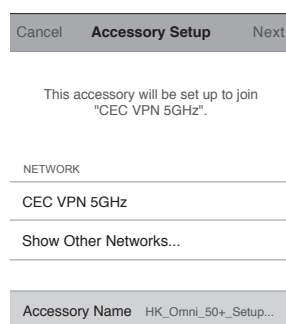 Cancel Accessory Setup Next
This accessory will be set up to join
"CEC VPN 5GHz".
NETWORK
CEC VPN 5GHz
Show Other Networks...
Accessory Name HK_Omni_50+_Setup...